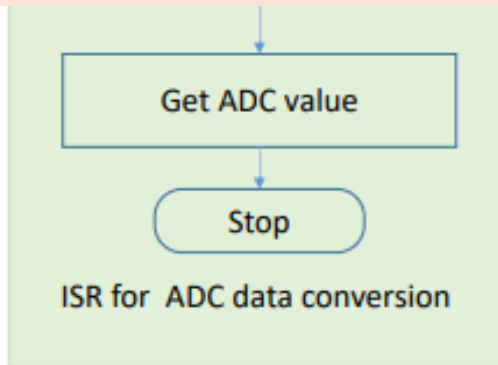 Get ADC value
Stop
ISR for ADC data conversion